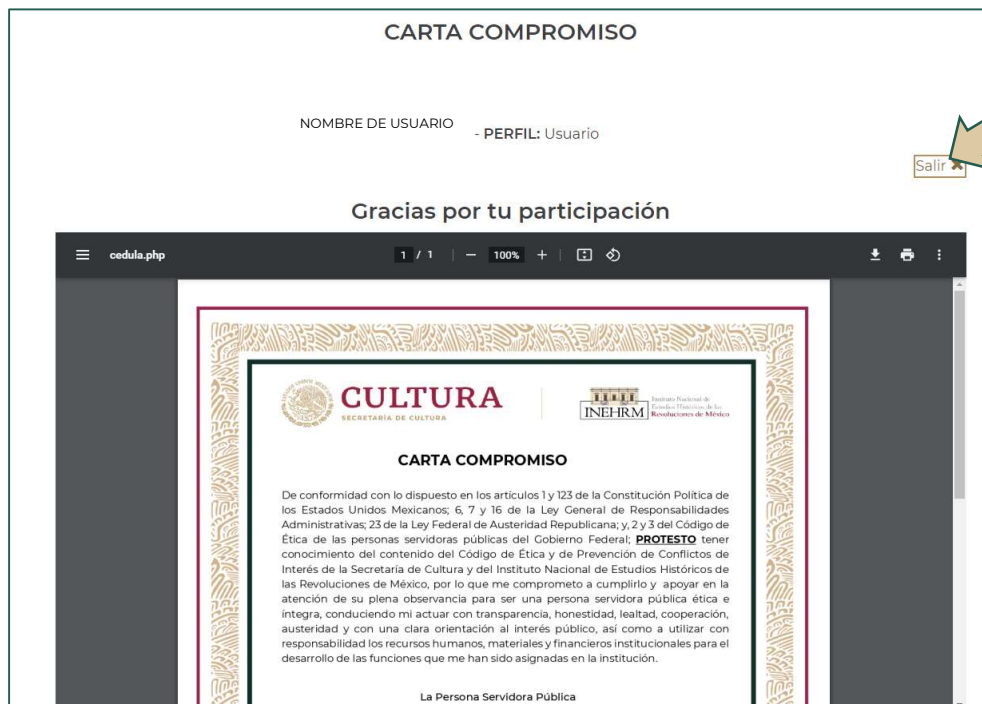 CARTA COMPROMISO
NOMBRE DE USUARIO - PERFIL: Usuario
Salir ✖
Gracias por tu participación
cedula.php 1 / 1 | − 100% + |
CULTURA
SECRETARÍA DE CULTURA
INEHRM
Instituto Nacional de
Estudios Históricos de las
Revoluciones de México
CARTA COMPROMISO
De conformidad con lo dispuesto en los artículos 1 y 123 de la Constitución Política de
los Estados Unidos Mexicanos; 6, 7 y 16 de la Ley General de Responsabilidades
Administrativas; 23 de la Ley Federal de Austeridad Republicana; y, 2 y 3 del Código de
Ética de las personas servidoras públicas del Gobierno Federal; PROTESTO tener
conocimiento del contenido del Código de Ética y de Prevención de Conflictos de
Interés de la Secretaría de Cultura y del Instituto Nacional de Estudios Históricos de
las Revoluciones de México, por lo que me comprometo a cumplirlo y apoyar en la
atención de su plena observancia para ser una persona servidora pública ética e
íntegra, conduciendo mi actuar con transparencia, honestidad, lealtad, cooperación,
austeridad y con una clara orientación al interés público, así como a utilizar con
responsabilidad los recursos humanos, materiales y financieros institucionales para el
desarrollo de las funciones que me han sido asignadas en la institución.
La Persona Servidora Pública